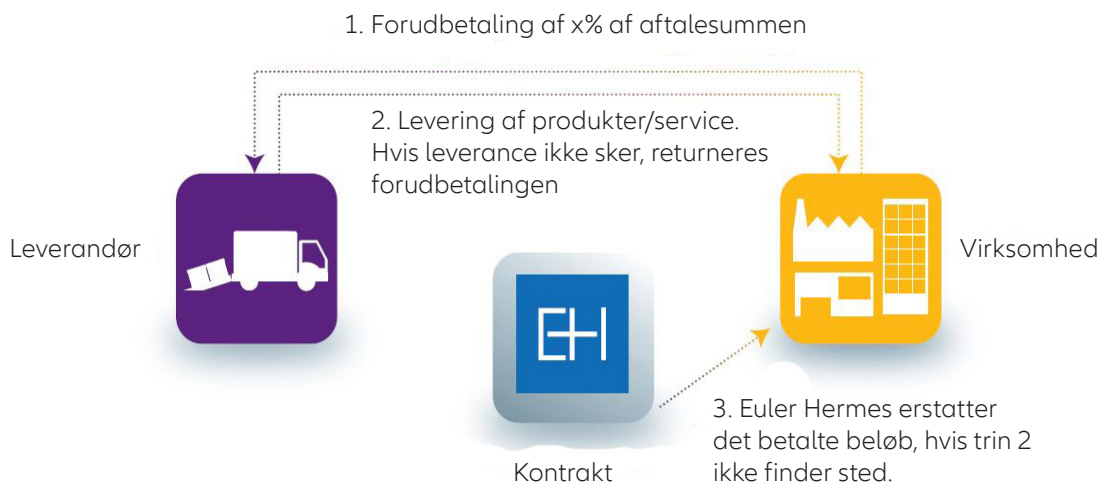 1. Forudbetaling af x% af aftalesummen
2. Levering af produkter/service.
Hvis leverance ikke sker, returneres
forudbetalingen
Leverandør
Virksomhed
EH
3. Euler Hermes erstatter
det betalte beløb, hvis trin 2
ikke finder sted.
Kontrakt